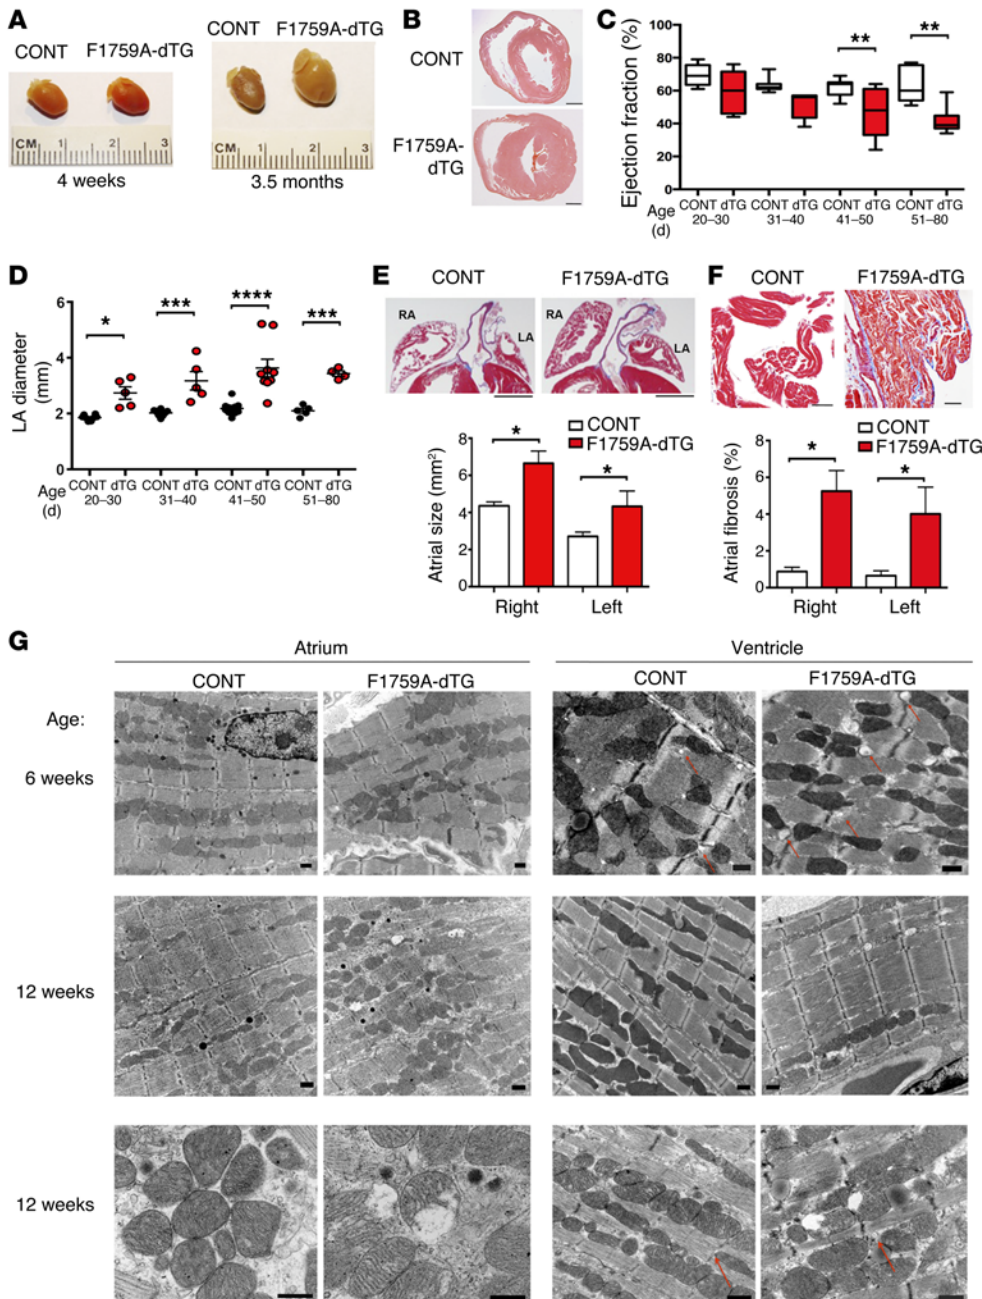 A
CONT F1759A-dTG
CM 1 2 3
4 weeks
CONT F1759A-dTG
CM 1 2 3
3.5 months
B
CONT
F1759A-
dTG
C
Ejection fraction (%)
100
80
60
40
20
0
** **
CONT dTG CONT dTG CONT dTG CONT dTG
Age
(d)
20–30 31–40 41–50 51–80
D
LA diameter
(mm)
6
4
2
0
* *** **** ***
CONT dTG CONT dTG CONT dTG CONT dTG
Age
(d)
20–30 31–40 41–50 51–80
E
CONT F1759A-dTG
RA LA RA LA
CONT
F1759A-dTG
Atrial size (mm²)
8
6
4
2
0
* *
Right Left
F
CONT F1759A-dTG
CONT
F1759A-dTG
Atrial fibrosis (%)
8
6
4
2
0
* *
Right Left
G
Atrium Ventricle
CONT F1759A-dTG CONT F1759A-dTG
Age:
6 weeks
12 weeks
12 weeks